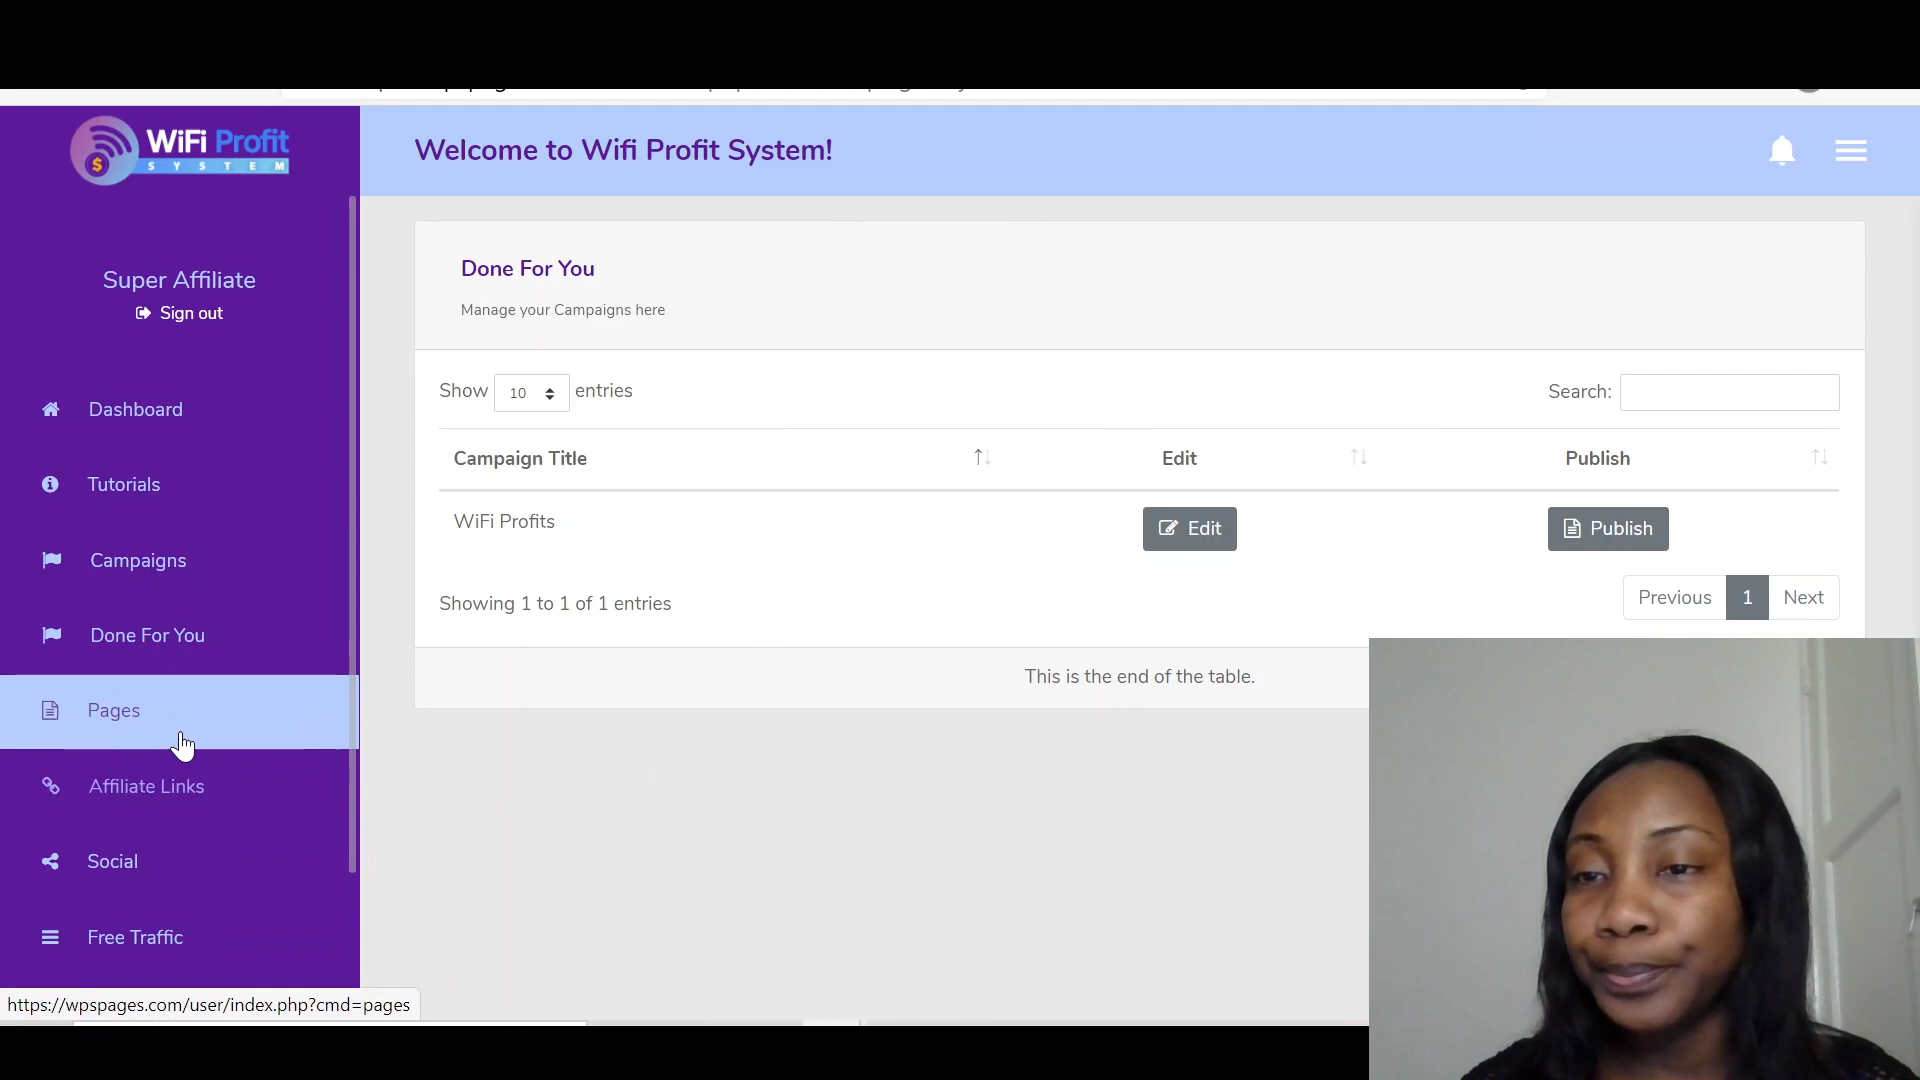 WiFi Profit
SYSTEM
Welcome to Wifi Profit System!
Super Affiliate
Sign out
Dashboard
Tutorials
Campaigns
Done For You
Pages
Affiliate Links
Social
Free Traffic
Done For You
Manage your Campaigns here
Show 10 entries
Search:
Campaign Title Edit Publish
WiFi Profits Edit Publish
Showing 1 to 1 of 1 entries
Previous 1 Next
This is the end of the table.
https://wpspages.com/user/index.php?cmd=pages